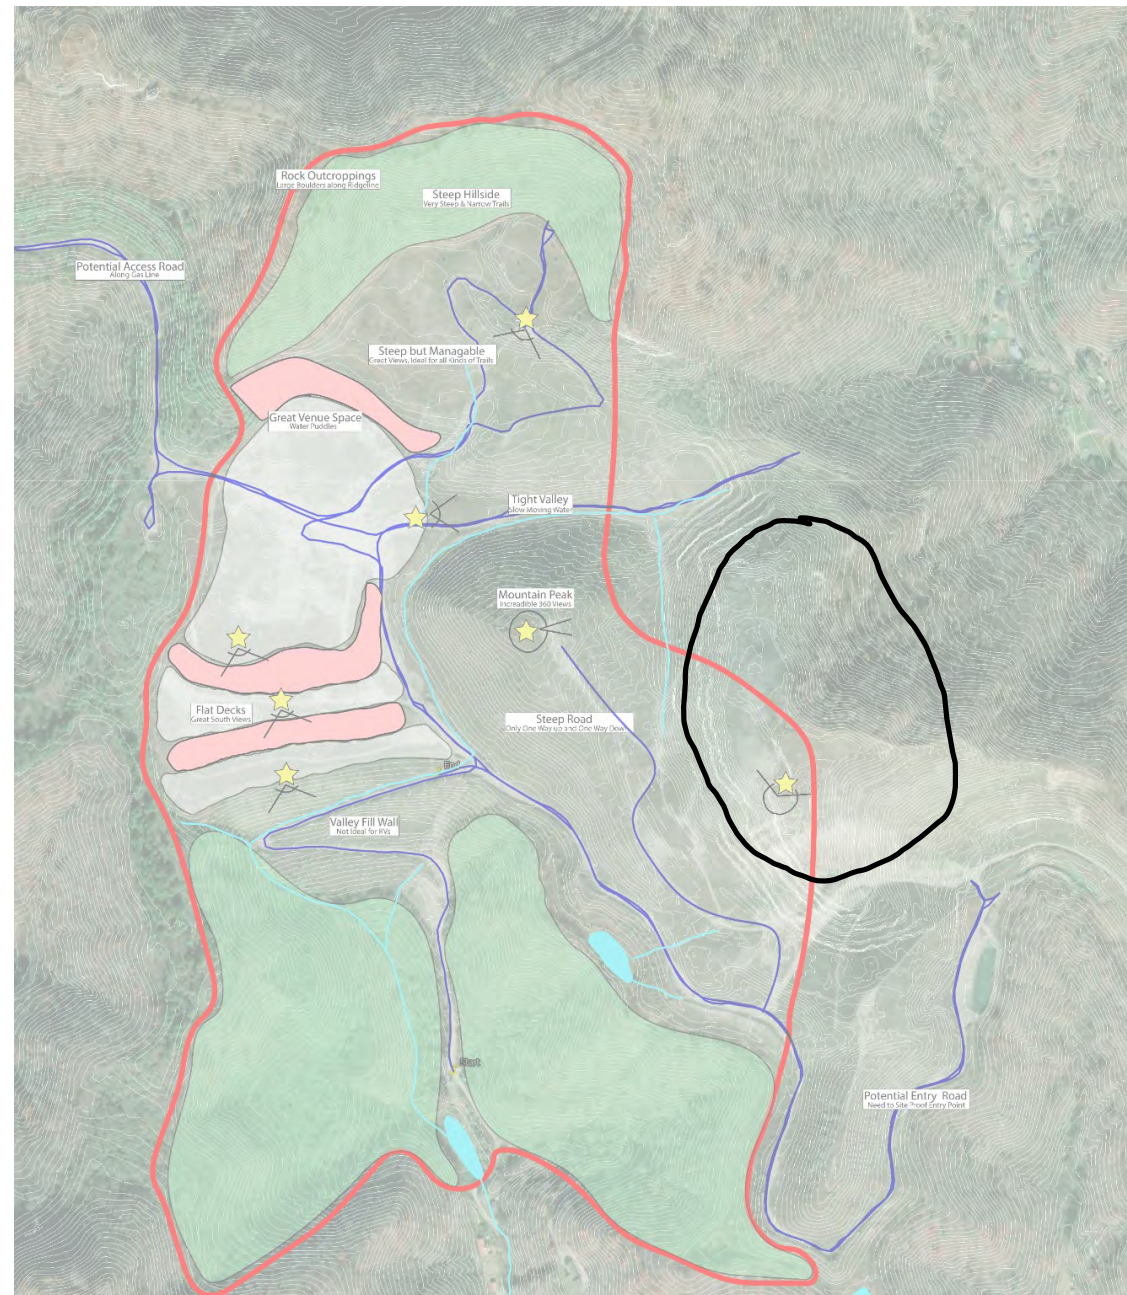 Rock Outcroppings
Large Boulders along Ridgeline
Steep Hillside
Very Steep & Narrow Trails
Potential Access Road
Along Gas Line
Steep but Managable
Great Views, Ideal for all Kinds of Trails
Great Venue Space
Water Puddles
Tight Valley
Slow Moving Water
Mountain Peak
Increadible 360 Views
Flat Decks
Great South Views
Steep Road
Only One Way up and One Way Down
End
Valley Fill Wall
Not Ideal for RVs
Start
Potential Entry Road
Need to Site Proof Entry Point